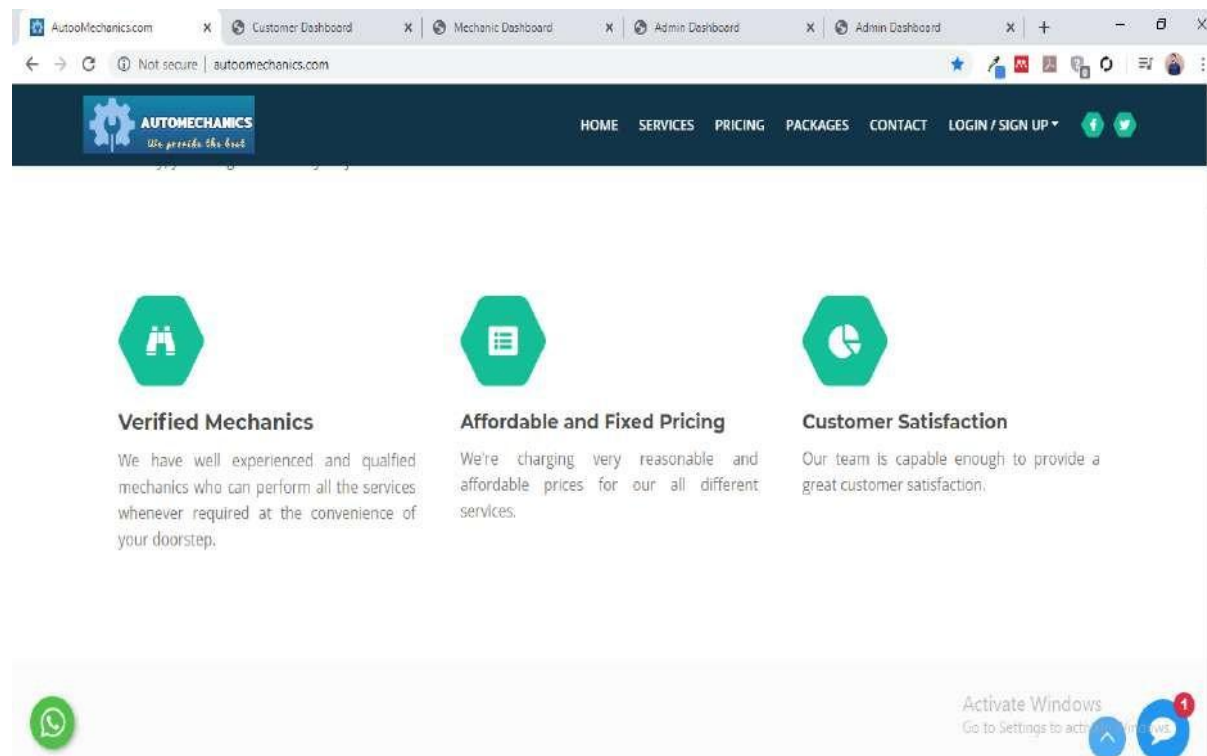 AutooMechanics.com
Customer Dashboard
Mechanic Dashboard
Admin Dashboard
Admin Dashboard
Not secure | autoomechanics.com
AUTOMECHANICS
We provide the best
HOME SERVICES PRICING PACKAGES CONTACT LOGIN / SIGN UP
Verified Mechanics
We have well experienced and qualfied
mechanics who can perform all the services
whenever required at the convenience of
your doorstep.
Affordable and Fixed Pricing
We're charging very reasonable and
affordable prices for our all different
services.
Customer Satisfaction
Our team is capable enough to provide a
great customer satisfaction.
Activate Windows
Go to Settings to
1